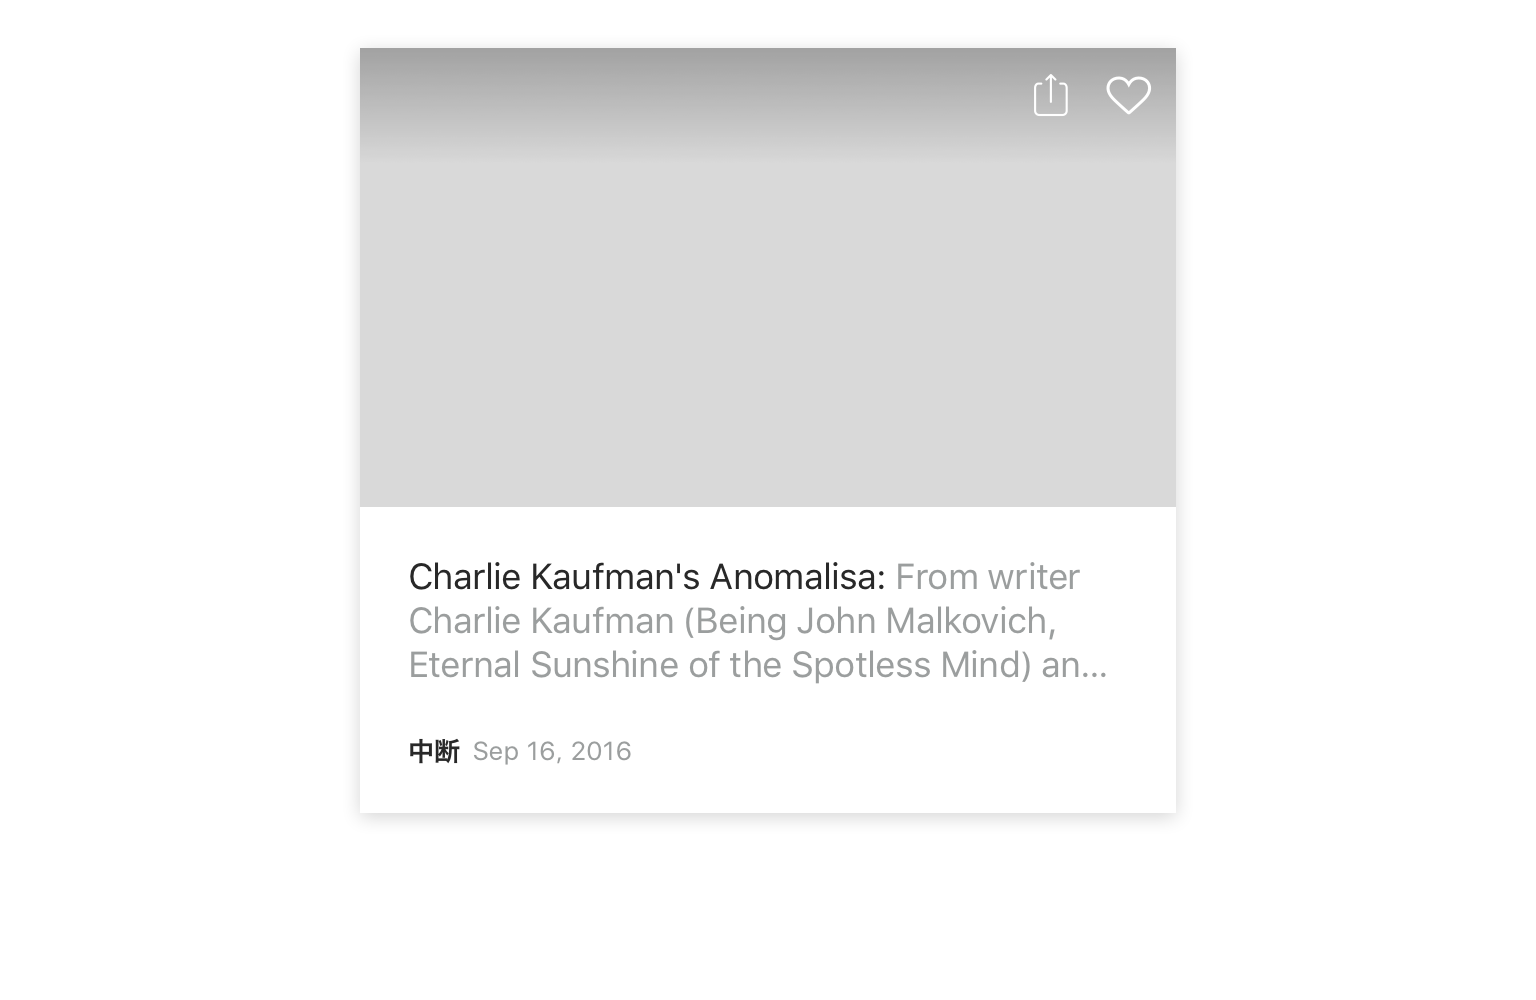 Charlie Kaufman's Anomalisa: From writer
Charlie Kaufman (Being John Malkovich,
Eternal Sunshine of the Spotless Mind) an...
中断 Sep 16, 2016